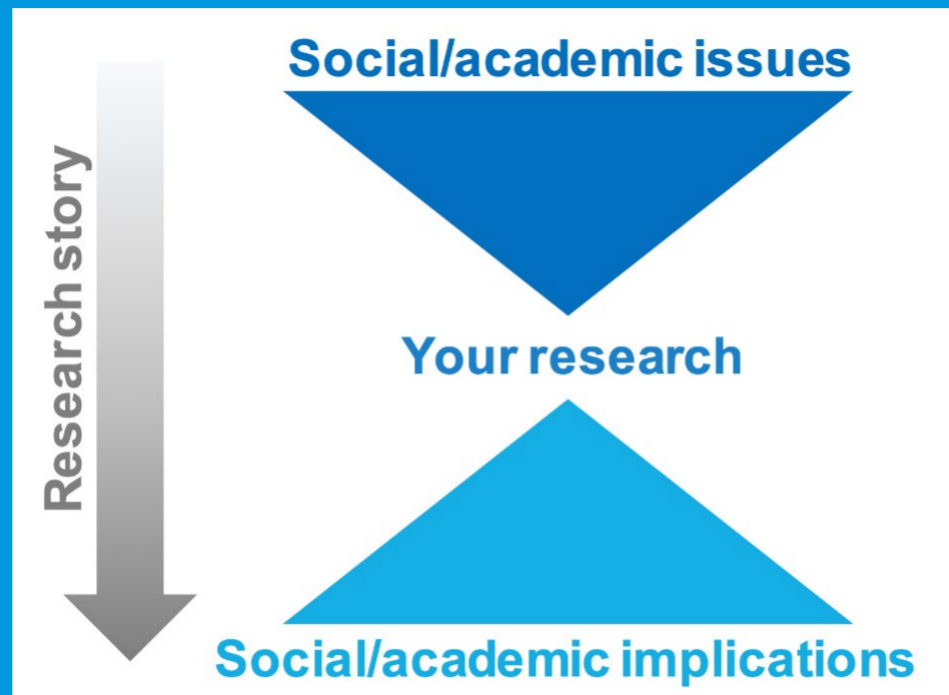 Social/academic issues
Research story
Your research
Social/academic implications